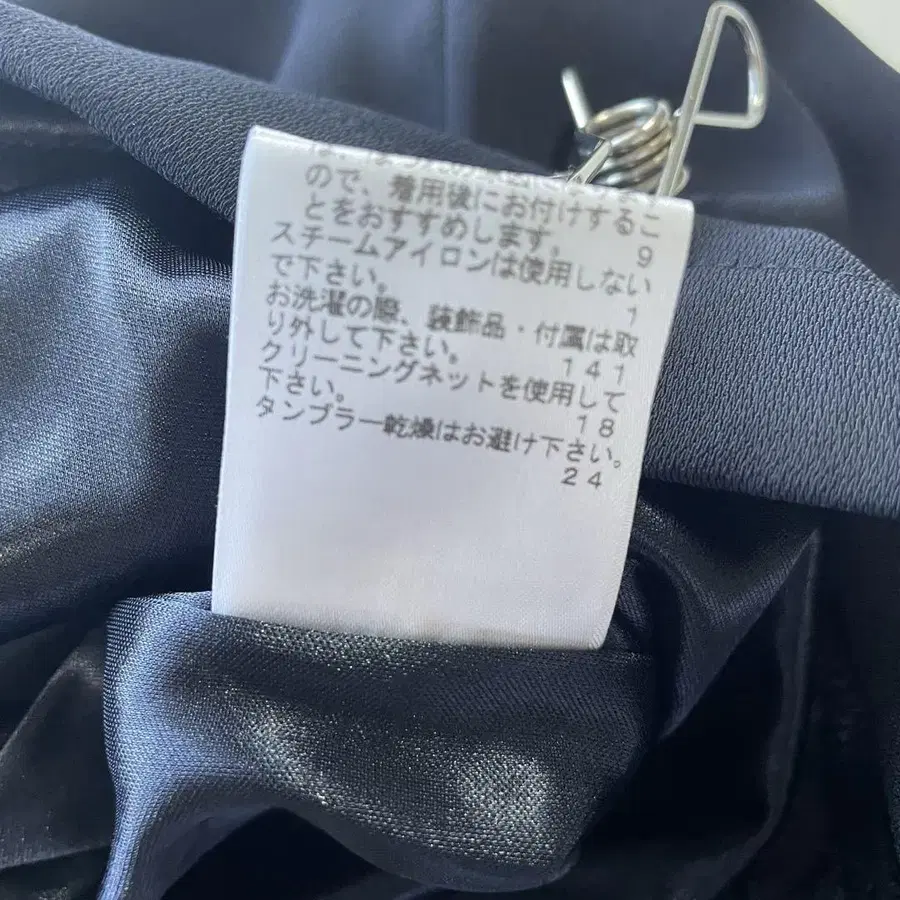 ので、着用後にお付けするこ
とをおすすめします。
9
スチームアイロンは使用しない
で下さい。
1
お洗濯の際、装飾品・付属は取
り外して下さい。
141
クリーニングネットを使用して
下さい。
18
タンブラー乾燥はお避け下さい。
24